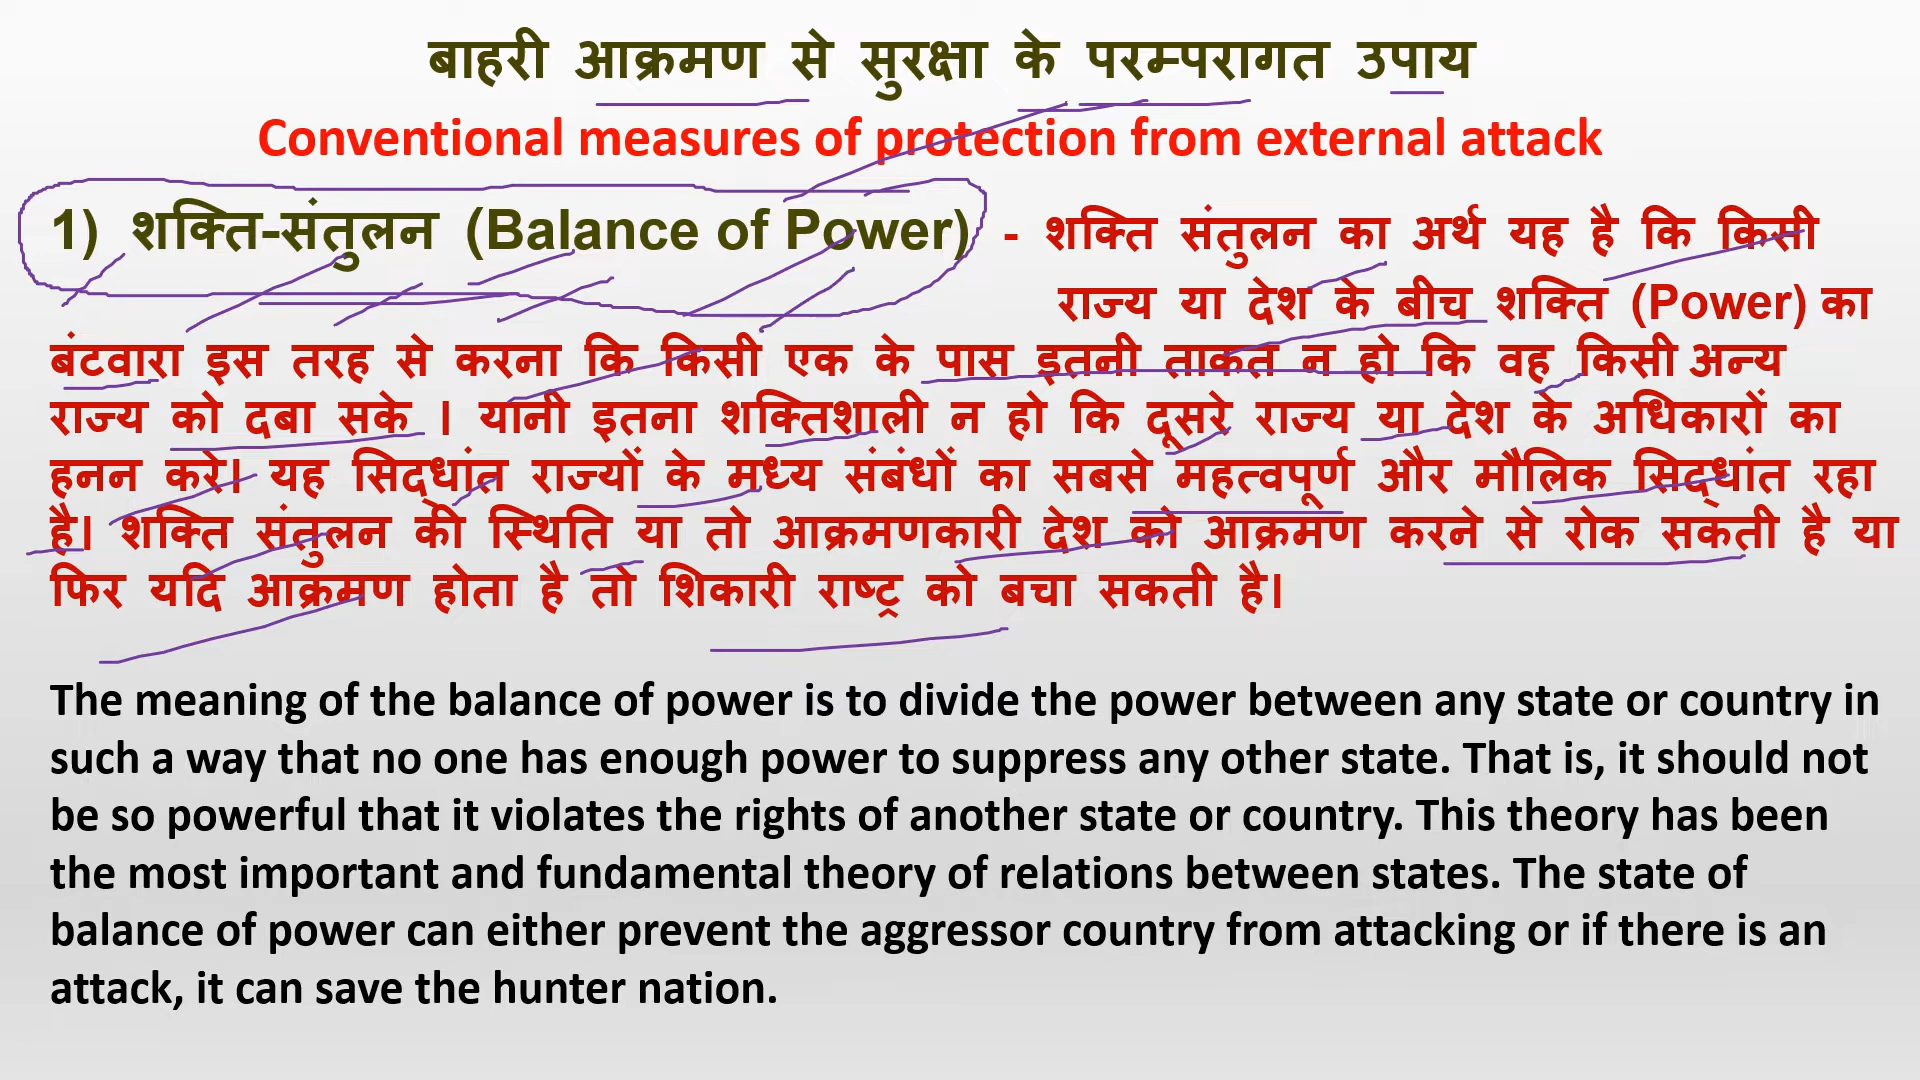 बाहरी आक्रमण से सुरक्षा के परम्परागत उपाय
Conventional measures of protection from external attack
1) शक्ति-संतुलन (Balance of Power) - शक्ति संतुलन का अर्थ यह है कि किसी
राज्य या देश के बीच शक्ति (Power) का
बंटवारा इस तरह से करना कि किसी एक के पास इतनी ताकत न हो कि वह किसी अन्य
राज्य को दबा सके । यानी इतना शक्तिशाली न हो कि दूसरे राज्य या देश के अधिकारों का
हनन करे। यह सिद्धांत राज्यों के मध्य संबंधों का सबसे महत्वपूर्ण और मौलिक सिद्धांत रहा
है। शक्ति संतुलन की स्थिति या तो आक्रमणकारी देश को आक्रमण करने से रोक सकती है या
फिर यदि आक्रमण होता है तो शिकारी राष्ट्र को बचा सकती है।
The meaning of the balance of power is to divide the power between any state or country in
such a way that no one has enough power to suppress any other state. That is, it should not
be so powerful that it violates the rights of another state or country. This theory has been
the most important and fundamental theory of relations between states. The state of
balance of power can either prevent the aggressor country from attacking or if there is an
attack, it can save the hunter nation.